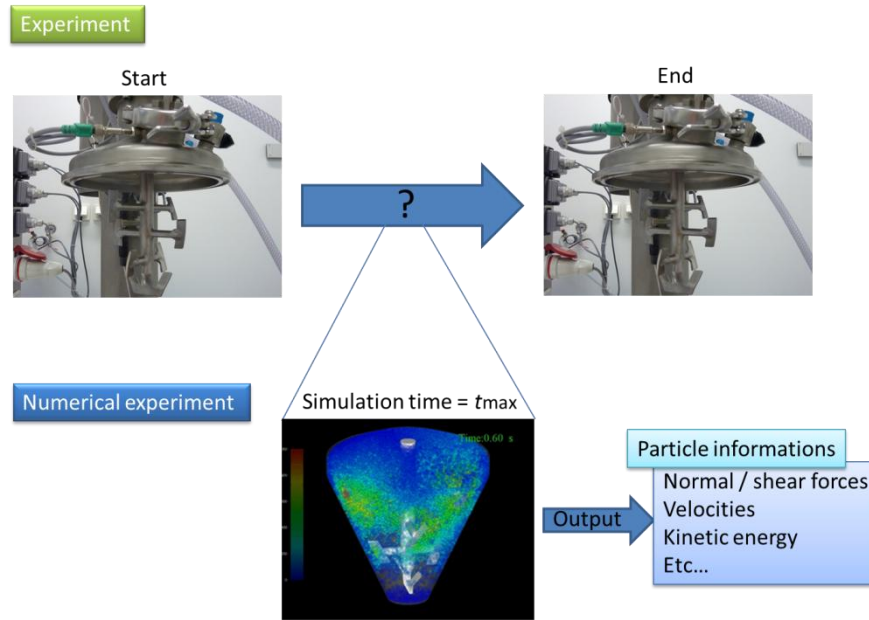 Experiment
Start
End
?
Numerical experiment
Simulation time = tmax
Time:0.60 s
Particle informations
Normal / shear forces
Velocities
Kinetic energy
Etc...
Output